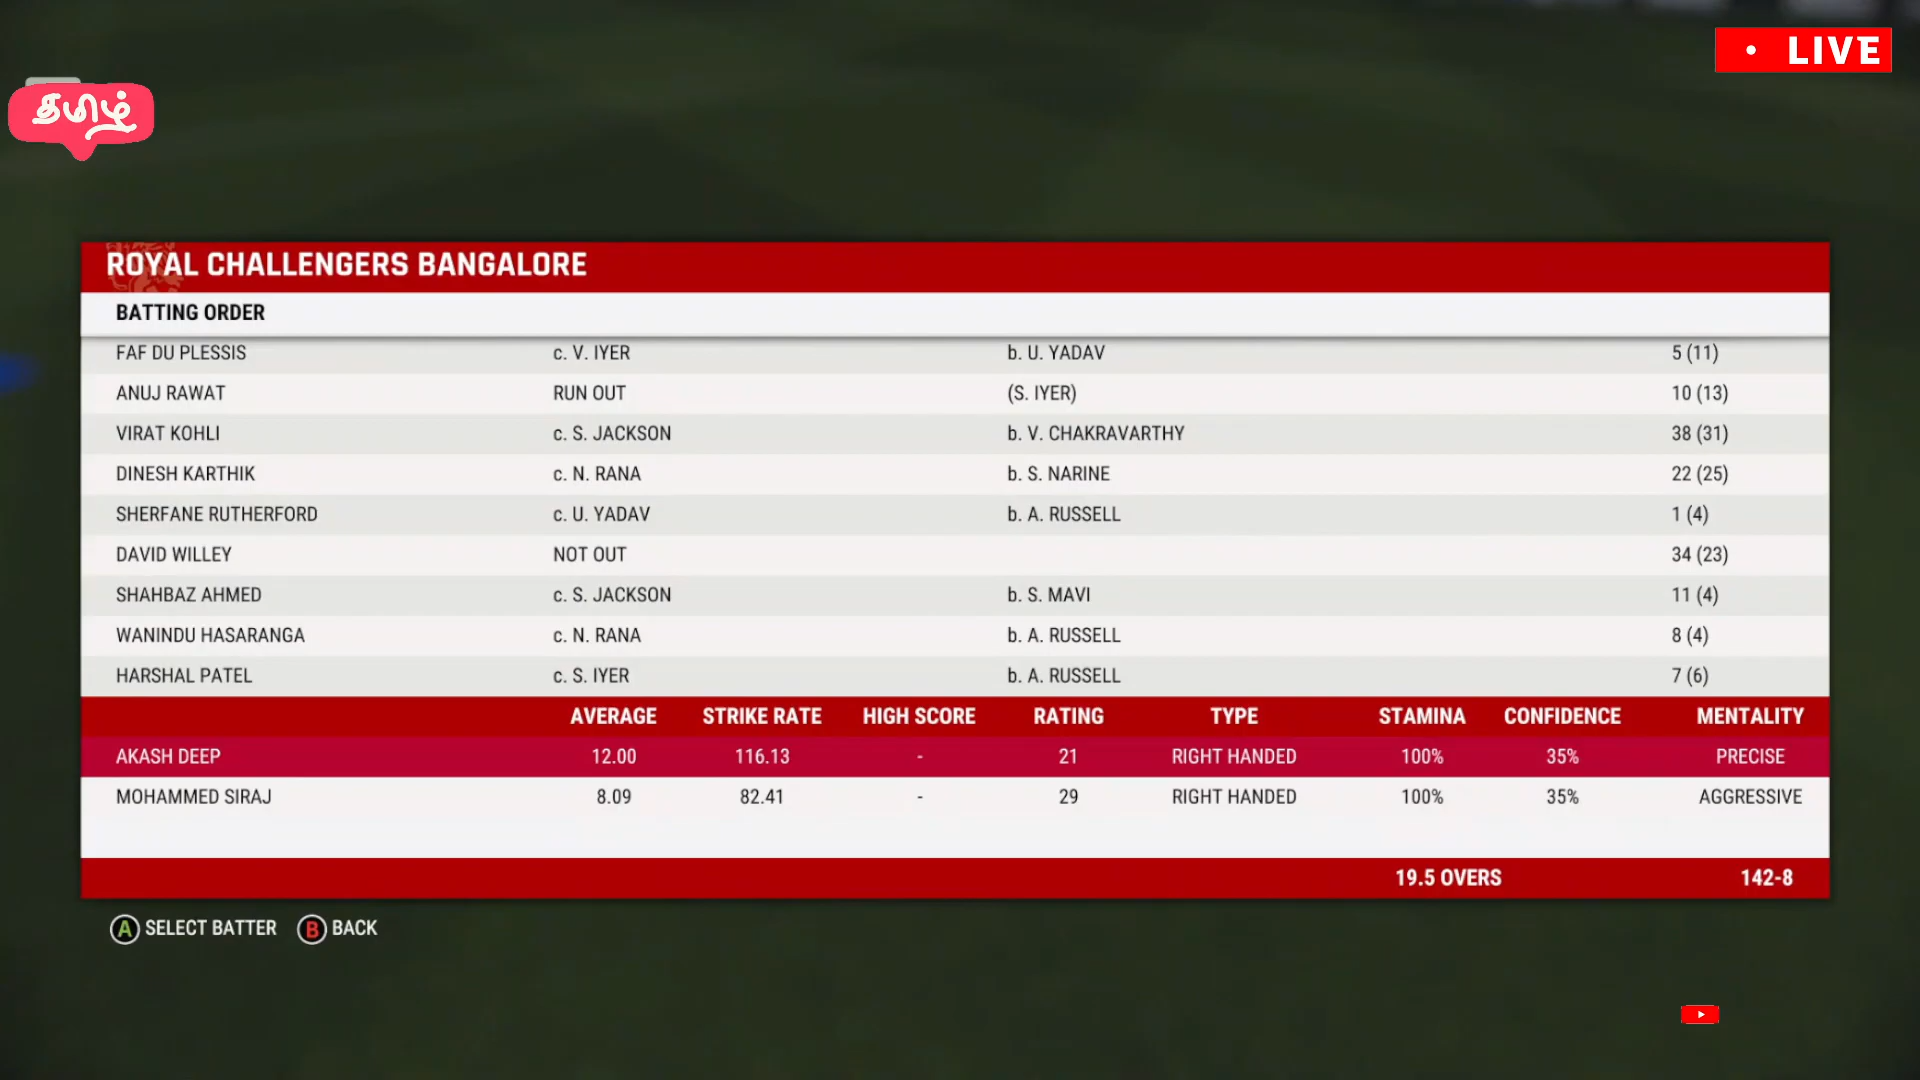 LIVE
தமிழ்
ROYAL CHALLENGERS BANGALORE
BATTING ORDER
FAF DU PLESSIS c. V. IYER b. U. YADAV 5 (11)
ANUJ RAWAT RUN OUT (S. IYER) 10 (13)
VIRAT KOHLI c. S. JACKSON b. V. CHAKRAVARTHY 38 (31)
DINESH KARTHIK c. N. RANA b. S. NARINE 22 (25)
SHERFANE RUTHERFORD c. U. YADAV b. A. RUSSELL 1 (4)
DAVID WILLEY NOT OUT 34 (23)
SHAHBAZ AHMED c. S. JACKSON b. S. MAVI 11 (4)
WANINDU HASARANGA c. N. RANA b. A. RUSSELL 8 (4)
HARSHAL PATEL c. S. IYER b. A. RUSSELL 7 (6)
AVERAGE STRIKE RATE HIGH SCORE RATING TYPE STAMINA CONFIDENCE MENTALITY
AKASH DEEP 12.00 116.13 - 21 RIGHT HANDED 100% 35% PRECISE
MOHAMMED SIRAJ 8.09 82.41 - 29 RIGHT HANDED 100% 35% AGGRESSIVE
19.5 OVERS 142-8
A SELECT BATTER B BACK